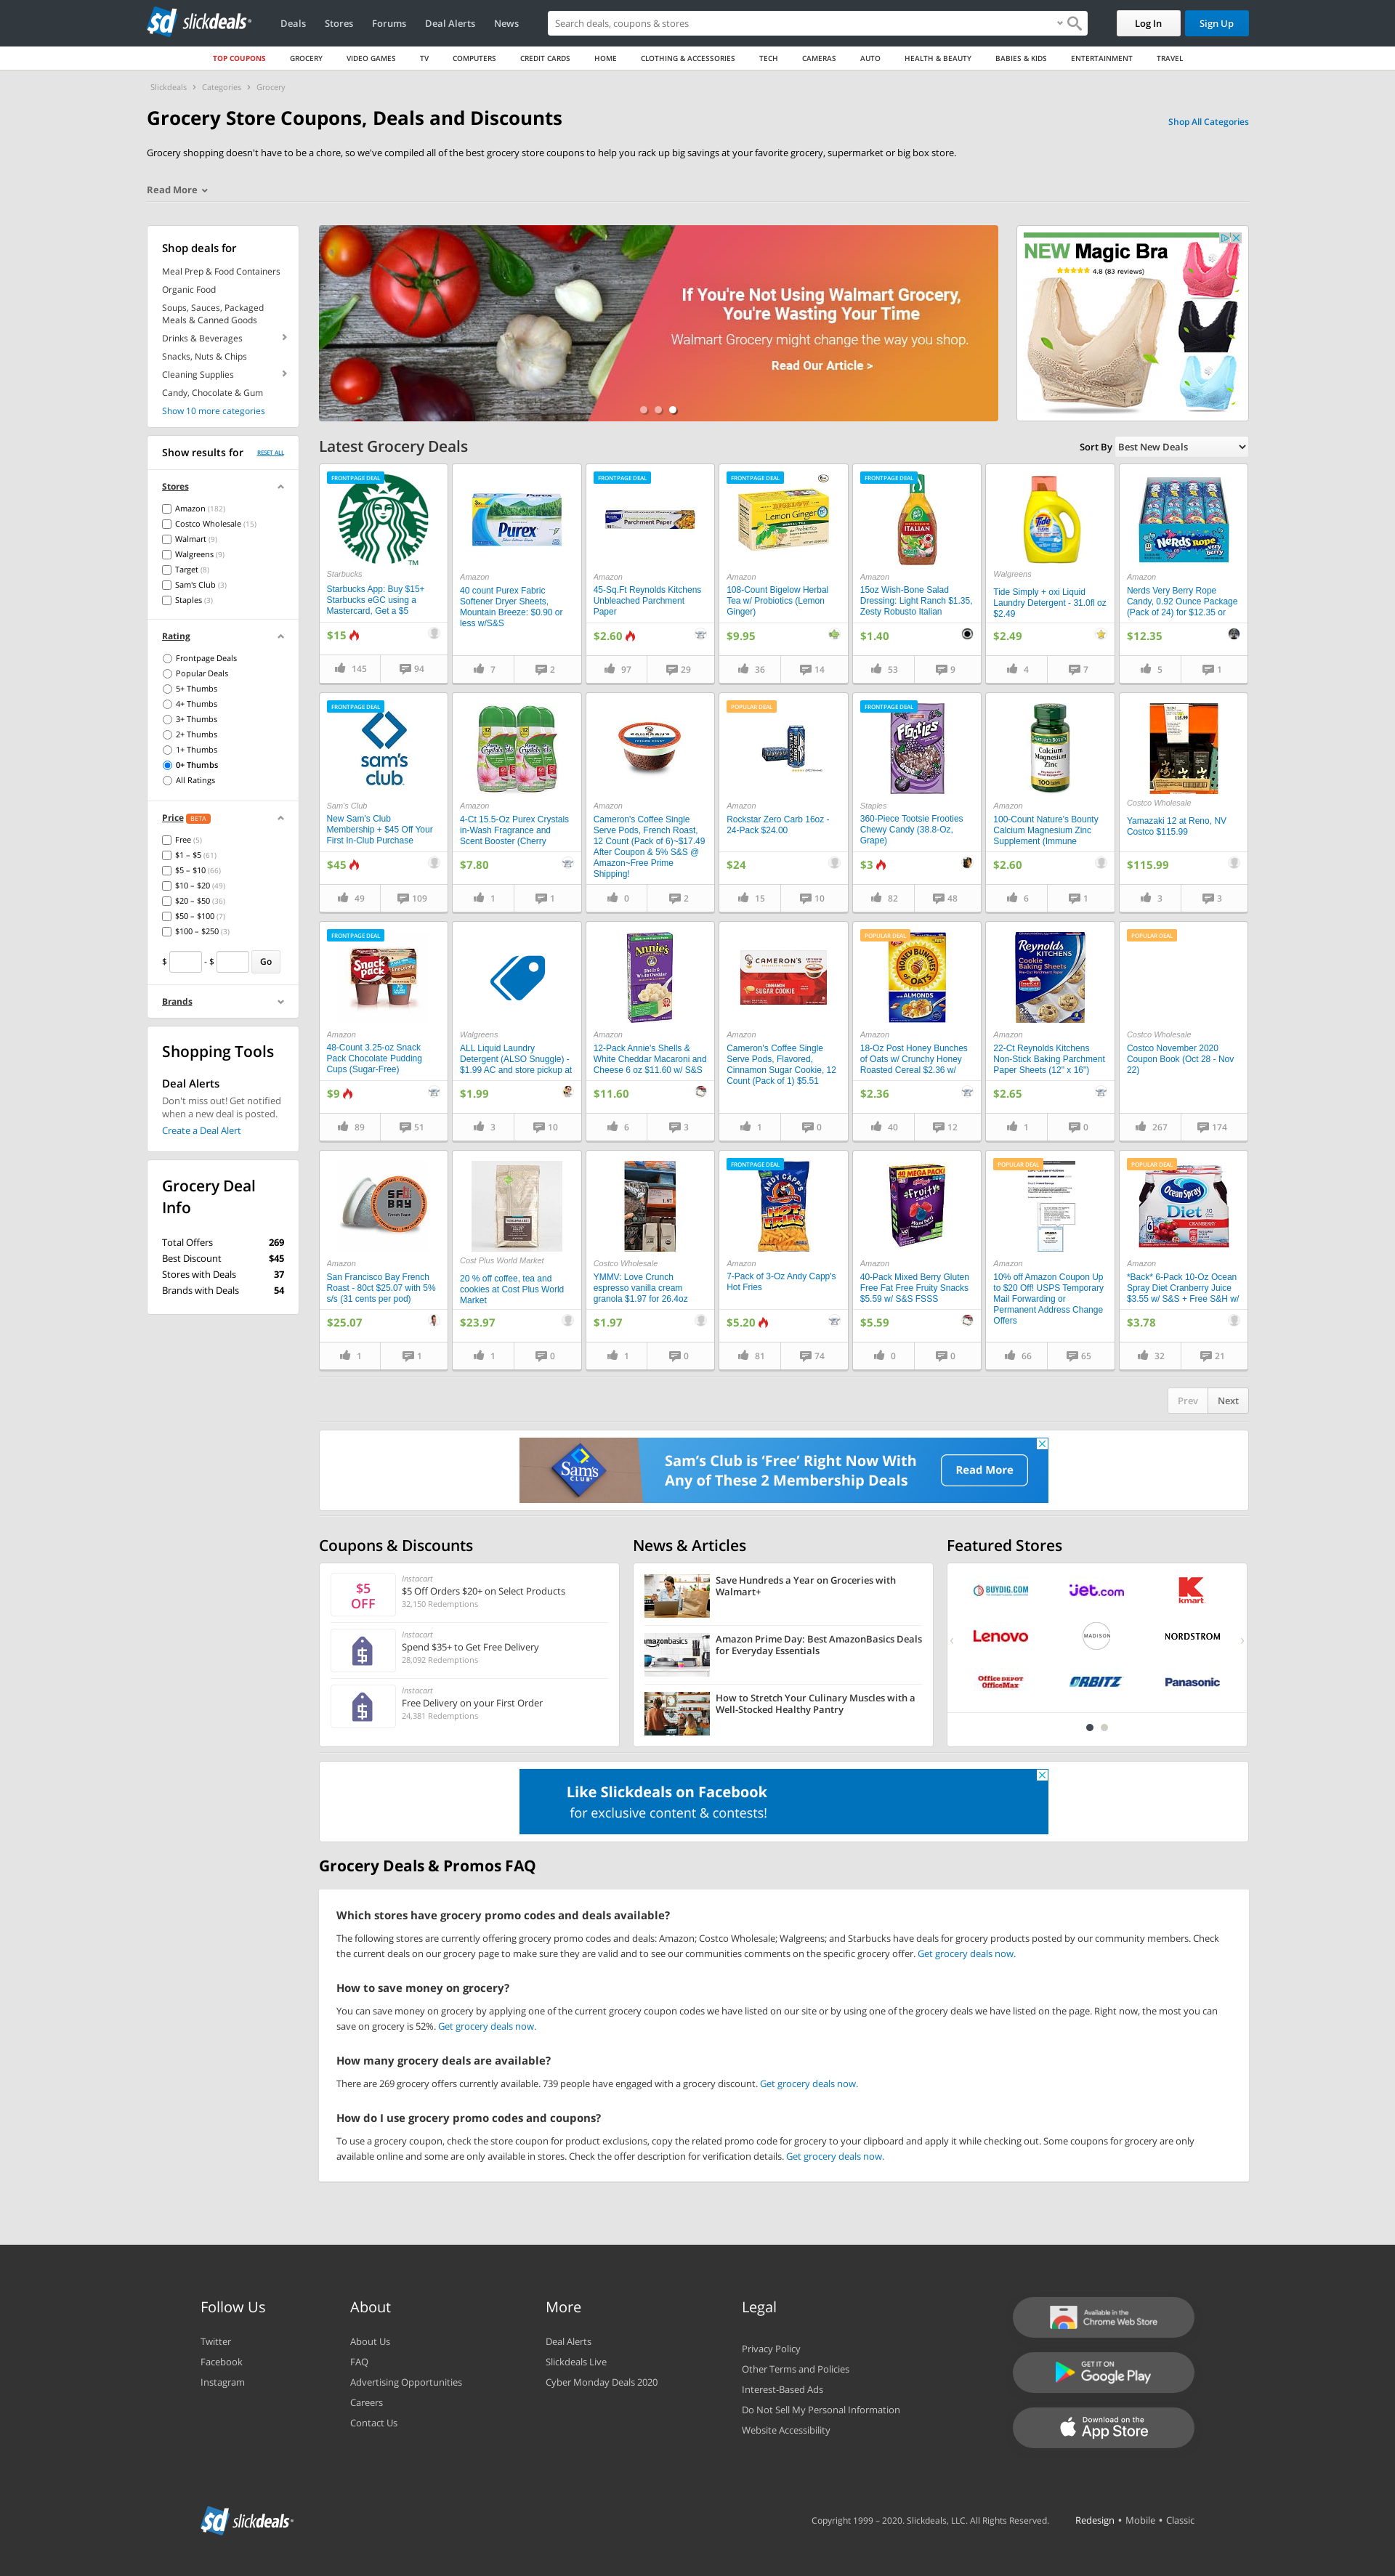 slickdeals
Deals
Stores
Forums
Deal Alerts
News
Search deals, coupons & stores
Log In
Sign Up
TOP COUPONS
GROCERY
VIDEO GAMES
TV
COMPUTERS
CREDIT CARDS
HOME
CLOTHING & ACCESSORIES
TECH
CAMERAS
AUTO
HEALTH & BEAUTY
BABIES & KIDS
ENTERTAINMENT
TRAVEL
Slickdeals › Categories › Grocery
Grocery Store Coupons, Deals and Discounts
Shop All Categories
Grocery shopping doesn't have to be a chore, so we've compiled all of the best grocery store coupons to help you rack up big savings at your favorite grocery, supermarket or big box store.
Read More
Shop deals for
Meal Prep & Food Containers
Organic Food
Soups, Sauces, Packaged
Meals & Canned Goods
Drinks & Beverages
Snacks, Nuts & Chips
Cleaning Supplies
Candy, Chocolate & Gum
Show 10 more categories
If You're Not Using Walmart Grocery,
You're Wasting Your Time
Walmart Grocery might change the way you shop.
Read Our Article >
NEW Magic Bra
4.8 (83 reviews)
Show results for
RESET ALL
Stores
Amazon (182)
Costco Wholesale (15)
Walmart (9)
Walgreens (9)
Target (8)
Sam's Club (3)
Staples (3)
Rating
Frontpage Deals
Popular Deals
5+ Thumbs
4+ Thumbs
3+ Thumbs
2+ Thumbs
1+ Thumbs
0+ Thumbs
All Ratings
Price BETA
Free (5)
$1 – $5 (61)
$5 – $10 (66)
$10 – $20 (49)
$20 – $50 (36)
$50 – $100 (7)
$100 – $250 (3)
$ - $ Go
Brands
Shopping Tools
Deal Alerts
Don't miss out! Get notified
when a new deal is posted.
Create a Deal Alert
Grocery Deal
Info
Total Offers 269
Best Discount $45
Stores with Deals 37
Brands with Deals 54
Latest Grocery Deals
Sort By Best New Deals
FRONTPAGE DEAL
Starbucks
Starbucks App: Buy $15+
Starbucks eGC using a
Mastercard, Get a $5
$15
145 94
Purex
Amazon
40 count Purex Fabric
Softener Dryer Sheets,
Mountain Breeze: $0.90 or
less w/S&S
7 2
FRONTPAGE DEAL
Parchment Paper
Amazon
45-Sq.Ft Reynolds Kitchens
Unbleached Parchment
Paper
$2.60
97 29
FRONTPAGE DEAL
Lemon Ginger
Amazon
108-Count Bigelow Herbal
Tea w/ Probiotics (Lemon
Ginger)
$9.95
36 14
FRONTPAGE DEAL
ITALIAN
Amazon
15oz Wish-Bone Salad
Dressing: Light Ranch $1.35,
Zesty Robusto Italian
$1.40
53 9
Tide
Walgreens
Tide Simply + oxi Liquid
Laundry Detergent - 31.0fl oz
$2.49
$2.49
4 7
Nerds Rope very berry
Amazon
Nerds Very Berry Rope
Candy, 0.92 Ounce Package
(Pack of 24) for $12.35 or
$12.35
5 1
FRONTPAGE DEAL
sam's club
Sam's Club
New Sam's Club
Membership + $45 Off Your
First In-Club Purchase
$45
49 109
Crystals
Amazon
4-Ct 15.5-Oz Purex Crystals
in-Wash Fragrance and
Scent Booster (Cherry
$7.80
1 1
Amazon
Cameron's Coffee Single
Serve Pods, French Roast,
12 Count (Pack of 6)~$17.49
After Coupon & 5% S&S @
Amazon~Free Prime
Shipping!
0 2
POPULAR DEAL
Amazon
Rockstar Zero Carb 16oz -
24-Pack $24.00
$24
15 10
FRONTPAGE DEAL
Frooties
Staples
360-Piece Tootsie Frooties
Chewy Candy (38.8-Oz,
Grape)
$3
82 48
Calcium
Magnesium
Zinc
100
Amazon
100-Count Nature's Bounty
Calcium Magnesium Zinc
Supplement (Immune
$2.60
6 1
Costco Wholesale
Yamazaki 12 at Reno, NV
Costco $115.99
$115.99
3 3
FRONTPAGE DEAL
Snack pack
Amazon
48-Count 3.25-oz Snack
Pack Chocolate Pudding
Cups (Sugar-Free)
$9
89 51
Walgreens
ALL Liquid Laundry
Detergent (ALSO Snuggle) -
$1.99 AC and store pickup at
$1.99
3 10
Annie's
Amazon
12-Pack Annie's Shells &
White Cheddar Macaroni and
Cheese 6 oz $11.60 w/ S&S
$11.60
6 3
CAMERON'S
SUGAR COOKIE
Amazon
Cameron's Coffee Single
Serve Pods, Flavored,
Cinnamon Sugar Cookie, 12
Count (Pack of 1) $5.51
1 0
POPULAR DEAL
HONEY BUNCHES OF OATS
ALMONDS
Amazon
18-Oz Post Honey Bunches
of Oats w/ Crunchy Honey
Roasted Cereal $2.36 w/
$2.36
40 12
Reynolds
KITCHENS
Cookie
Baking Sheets
Amazon
22-Ct Reynolds Kitchens
Non-Stick Baking Parchment
Paper Sheets (12" x 16")
$2.65
1 0
POPULAR DEAL
Costco Wholesale
Costco November 2020
Coupon Book (Oct 28 - Nov
22)
267 174
SF BAY
Amazon
San Francisco Bay French
Roast - 80ct $25.07 with 5%
s/s (31 cents per pod)
$25.07
1 1
Cost Plus World Market
20 % off coffee, tea and
cookies at Cost Plus World
Market
$23.97
1 0
Costco Wholesale
YMMV: Love Crunch
espresso vanilla cream
granola $1.97 for 26.4oz
$1.97
1 0
FRONTPAGE DEAL
ANDY CAPP'S
HOT FRIES
Amazon
7-Pack of 3-Oz Andy Capp's
Hot Fries
$5.20
81 74
40 MEGA PACK!
Fruity
Amazon
40-Pack Mixed Berry Gluten
Free Fat Free Fruity Snacks
$5.59 w/ S&S FSSS
$5.59
0 0
POPULAR DEAL
Amazon
10% off Amazon Coupon Up
to $20 Off! USPS Temporary
Mail Forwarding or
Permanent Address Change
Offers
66 65
POPULAR DEAL
Ocean Spray
Diet
CRANBERRY
Amazon
*Back* 6-Pack 10-Oz Ocean
Spray Diet Cranberry Juice
$3.55 w/ S&S + Free S&H w/
$3.78
32 21
Prev
Next
Sam's CLUB
Sam's Club is 'Free' Right Now With
Any of These 2 Membership Deals
Read More
Coupons & Discounts
$5
OFF
Instacart
$5 Off Orders $20+ on Select Products
32,150 Redemptions
Instacart
Spend $35+ to Get Free Delivery
28,092 Redemptions
Instacart
Free Delivery on your First Order
24,381 Redemptions
News & Articles
Save Hundreds a Year on Groceries with
Walmart+
amazonbasics
Amazon Prime Day: Best AmazonBasics Deals
for Everyday Essentials
How to Stretch Your Culinary Muscles with a
Well-Stocked Healthy Pantry
Featured Stores
BUYDIG.COM
jet.com
kmart
Lenovo
MADISON
NORDSTROM
Office DEPOT
OfficeMax
ORBITZ
Panasonic
Like Slickdeals on Facebook
for exclusive content & contests!
Grocery Deals & Promos FAQ
Which stores have grocery promo codes and deals available?
The following stores are currently offering grocery promo codes and deals: Amazon; Costco Wholesale; Walgreens; and Starbucks have deals for grocery products posted by our community members. Check
the current deals on our grocery page to make sure they are valid and to see our communities comments on the specific grocery offer. Get grocery deals now.
How to save money on grocery?
You can save money on grocery by applying one of the current grocery coupon codes we have listed on our site or by using one of the grocery deals we have listed on the page. Right now, the most you can
save on grocery is 52%. Get grocery deals now.
How many grocery deals are available?
There are 269 grocery offers currently available. 739 people have engaged with a grocery discount. Get grocery deals now.
How do I use grocery promo codes and coupons?
To use a grocery coupon, check the store coupon for product exclusions, copy the related promo code for grocery to your clipboard and apply it while checking out. Some coupons for grocery are only
available online and some are only available in stores. Check the offer description for verification details. Get grocery deals now.
Follow Us
Twitter
Facebook
Instagram
About
About Us
FAQ
Advertising Opportunities
Careers
Contact Us
More
Deal Alerts
Slickdeals Live
Cyber Monday Deals 2020
Legal
Privacy Policy
Other Terms and Policies
Interest-Based Ads
Do Not Sell My Personal Information
Website Accessibility
Available in the
Chrome Web Store
GET IT ON
Google Play
Download on the
App Store
slickdeals
Copyright 1999 – 2020. Slickdeals, LLC. All Rights Reserved.
Redesign • Mobile • Classic